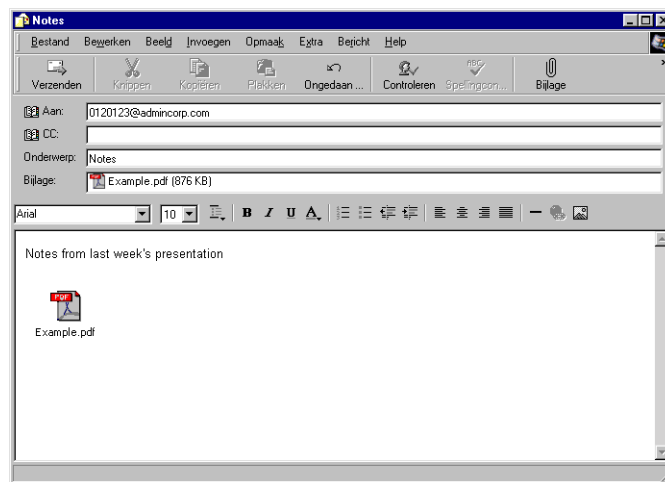 Notes
Bestand Bewerken Beeld Invoegen Opmaak Extra Bericht Help
Verzenden Knippen Kopiëren Plakken Ongedaan ... Controleren Spellingcon... Bijlage
Aan: 0120123@admincorp.com
CC:
Onderwerp: Notes
Bijlage: Example.pdf (876 KB)
Arial 10 B I U A
Notes from last week's presentation
PDF
Example.pdf